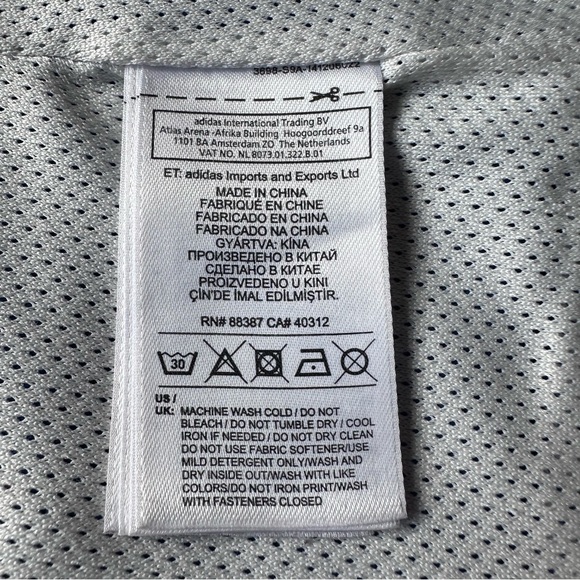 3698-S9A-141206022
adidas International Trading BV
Atlas Arena -Afrika Building Hoogoorddreef 9a
1101 BA Amsterdam ZO The Netherlands
VAT NO. NL 8073.01.322.B.01
ET: adidas Imports and Exports Ltd
MADE IN CHINA
FABRIQUÉ EN CHINE
FABRICADO EN CHINA
FABRICADO NA CHINA
GYÁRTVA: KÍNA
ПРОИЗВЕДЕНО В КИТАЙ
СДЕЛАНО В КИТАЕ
PROIZVEDENO U KINI
ÇİN'DE İMAL EDİLMİŞTİR.
RN# 88387 CA# 40312
30
US /
UK: MACHINE WASH COLD / DO NOT
BLEACH / DO NOT TUMBLE DRY / COOL
IRON IF NEEDED / DO NOT DRY CLEAN
DO NOT USE FABRIC SOFTENER/USE
MILD DETERGENT ONLY/WASH AND
DRY INSIDE OUT/WASH WITH LIKE
COLORS/DO NOT IRON PRINT/WASH
WITH FASTENERS CLOSED